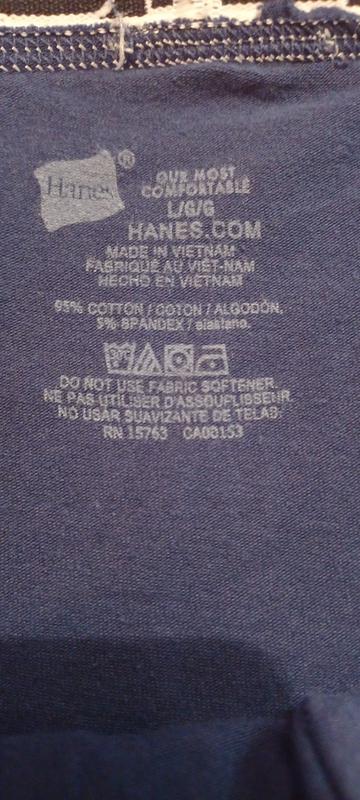 Hanes®
OUR MOST
COMFORTABLE
L/G/G
HANES.COM
MADE IN VIETNAM
FABRIQUÉ AU VIÊT-NAM
HECHO EN VIETNAM
95% COTTON / COTON / ALGODÓN,
5% SPANDEX / elastano.
DO NOT USE FABRIC SOFTENER.
NE PAS UTILISER D'ASSOUPLISSEUR.
NO USAR SUAVIZANTE DE TELAS.
RN 15763 CA00153